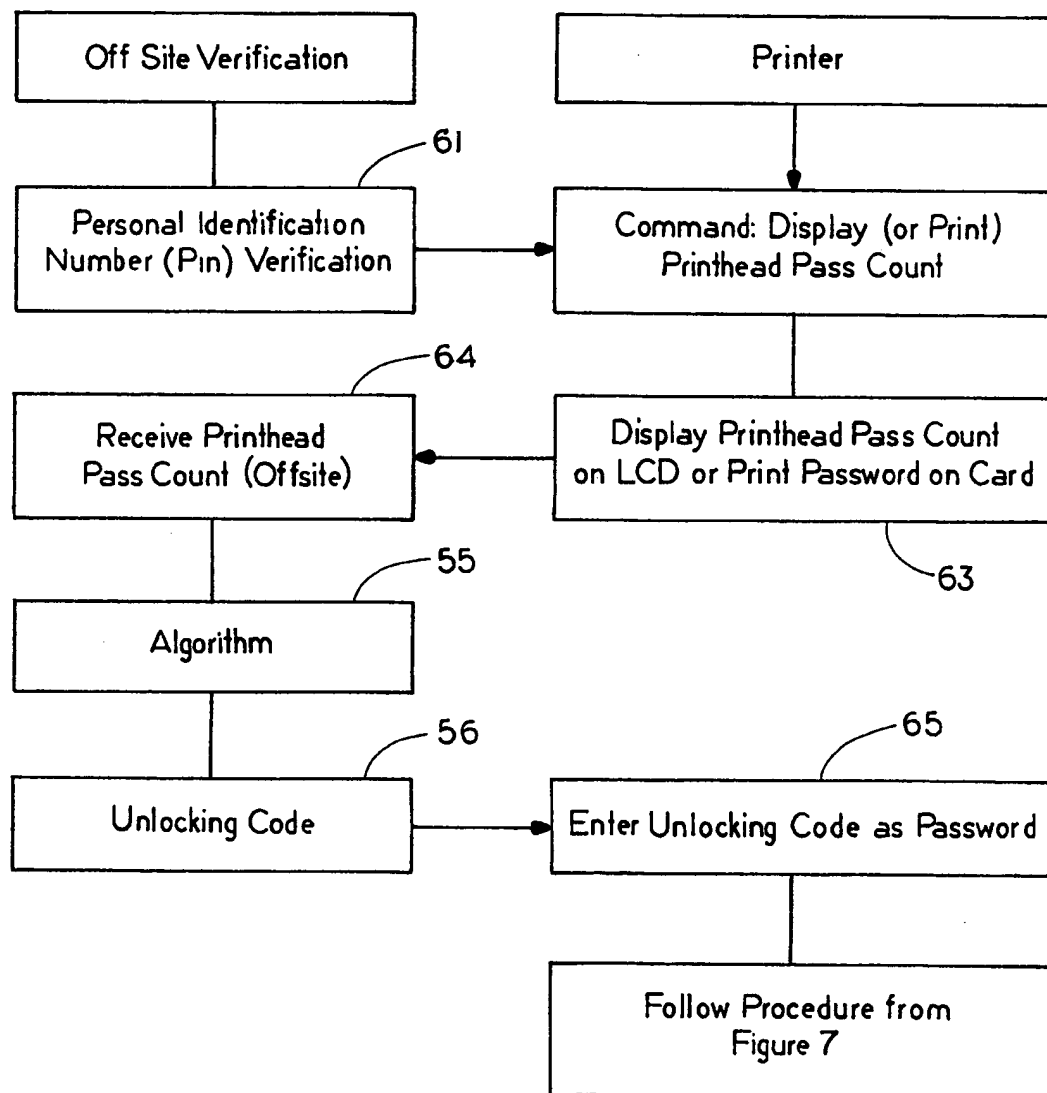 Off Site Verification
Printer
61
Personal Identification
Number (Pin) Verification
Command: Display (or Print)
Printhead Pass Count
64
Receive Printhead
Pass Count (Offsite)
Display Printhead Pass Count
on LCD or Print Password on Card
63
55
Algorithm
56
Unlocking Code
65
Enter Unlocking Code as Password
Follow Procedure from
Figure 7